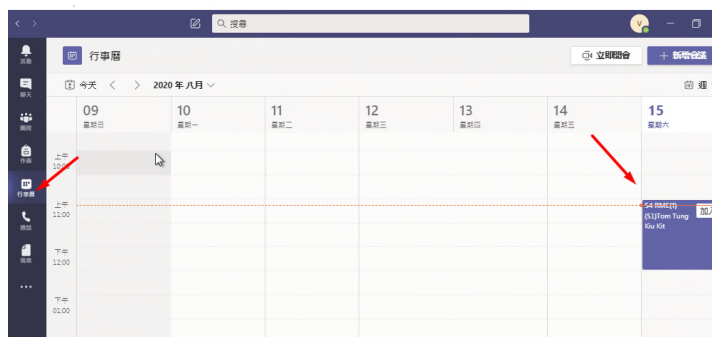 搜尋
V
活動
行事曆
立即開會
+ 新增會議
聊天
今天
2020 年 八月
週
團隊
09
星期日
10
星期一
11
星期二
12
星期三
13
星期四
14
星期五
15
星期六
作業
上午
10:00
行事曆
通話
上午
11:00
S4 RME(1)
(S1)Tom Tung
Kiu Kit
加入
檔案
下午
12:00
下午
01:00